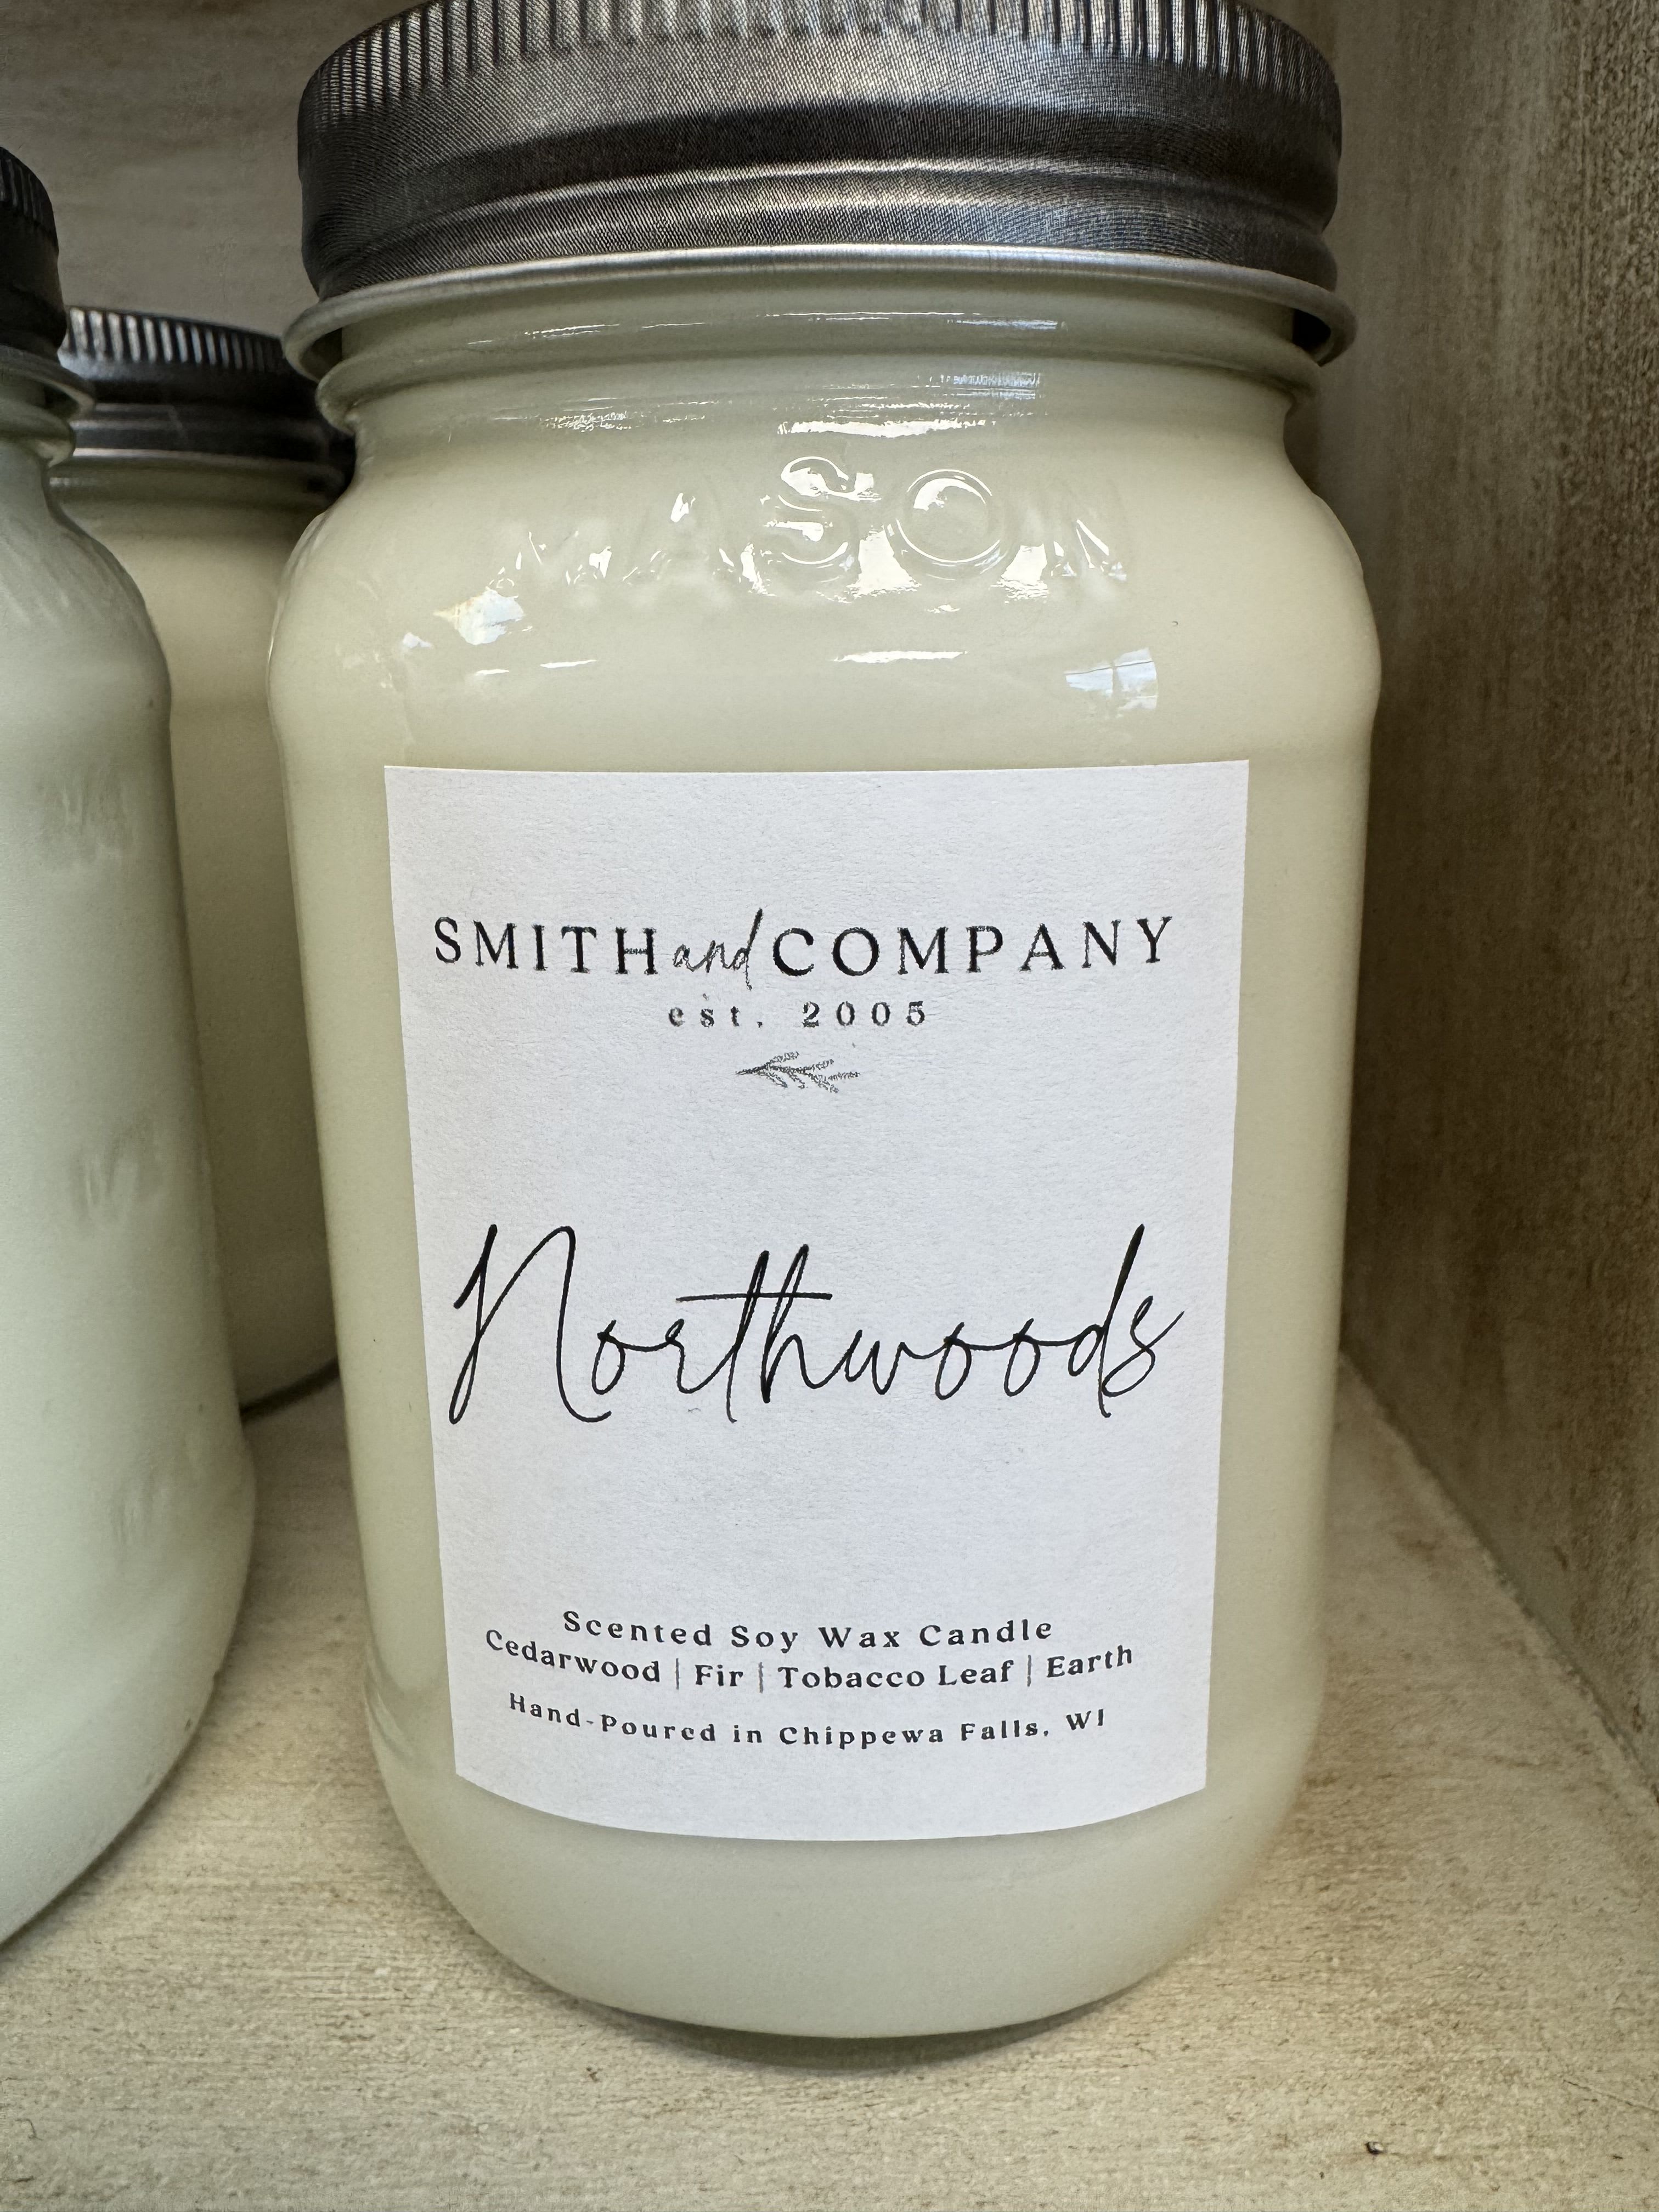 MASON
SMITH and COMPANY
est. 2005
Northwoods
Scented Soy Wax Candle
Cedarwood | Fir | Tobacco Leaf | Earth
Hand-Poured in Chippewa Falls, WI